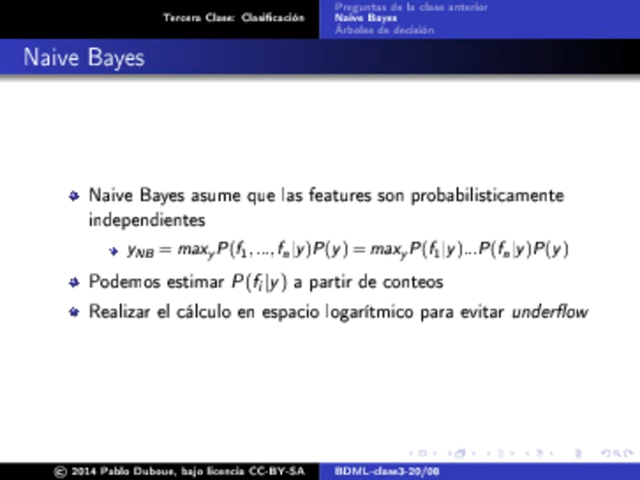 Tercera Clase: Clasificación
Preguntas de la clase anterior
Naive Bayes
Árboles de decisión
Naive Bayes
Naive Bayes asume que las features son probabilisticamente
independientes
y_NB = max_y P(f_1, ..., f_n|y)P(y) = max_y P(f_1|y)...P(f_n|y)P(y)
Podemos estimar P(f_i|y) a partir de conteos
Realizar el cálculo en espacio logarítmico para evitar underflow
© 2014 Pablo Duboue, bajo licencia CC-BY-SA
BDML-clase3-20/08